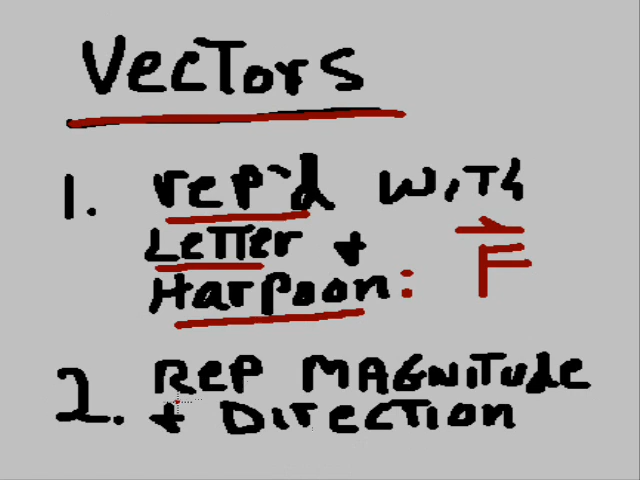 VecTors
1. rep'd with
LeTTer +
Harpoon: F⃑
2. Rep MAGNITude
+ DIrecTION